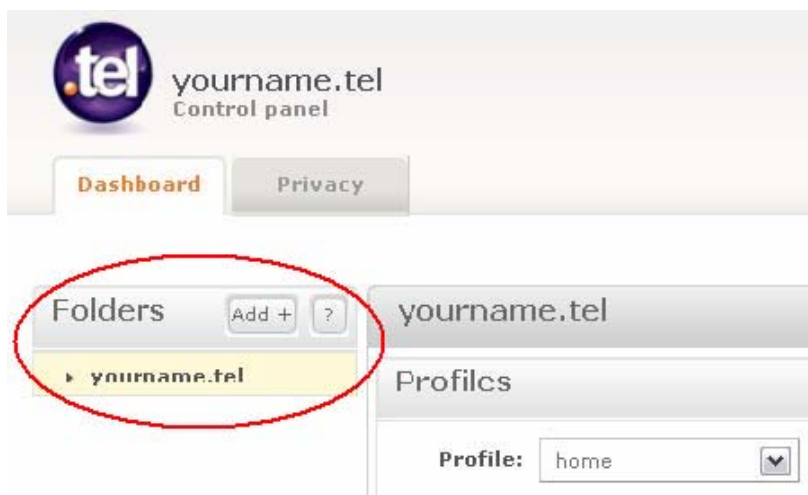 .tel
yourname.tel
Control panel
Dashboard Privacy
Folders Add + ?
yourname.tel
yourname.tel
Profiles
Profile: home